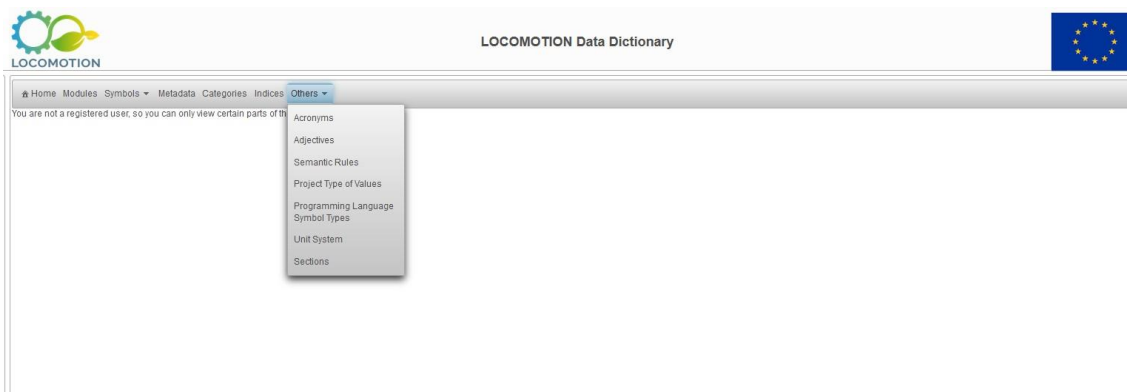 LOCOMOTION
LOCOMOTION Data Dictionary
Home Modules Symbols Metadata Categories Indices Others
You are not a registered user, so you can only view certain parts of th
Acronyms
Adjectives
Semantic Rules
Project Type of Values
Programming Language
Symbol Types
Unit System
Sections